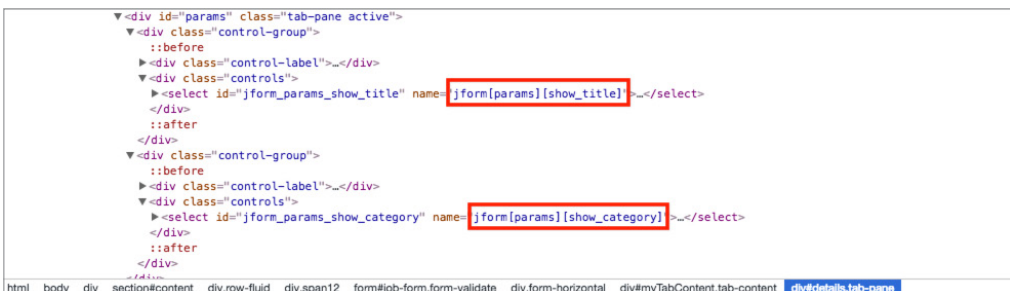 ▼<div id="params" class="tab-pane active">
▼<div class="control-group">
::before
▶<div class="control-label">…</div>
▼<div class="controls">
▶<select id="jform_params_show_title" name="jform[params][show_title]">…</select>
</div>
::after
</div>
▼<div class="control-group">
::before
▶<div class="control-label">…</div>
▼<div class="controls">
▶<select id="jform_params_show_category" name="jform[params][show_category]">…</select>
</div>
::after
</div>
</div>
html body div section#content div.row-fluid div.span12 form#job-form.form-validate div.form-horizontal div#myTabContent.tab-content div#details.tab-pane